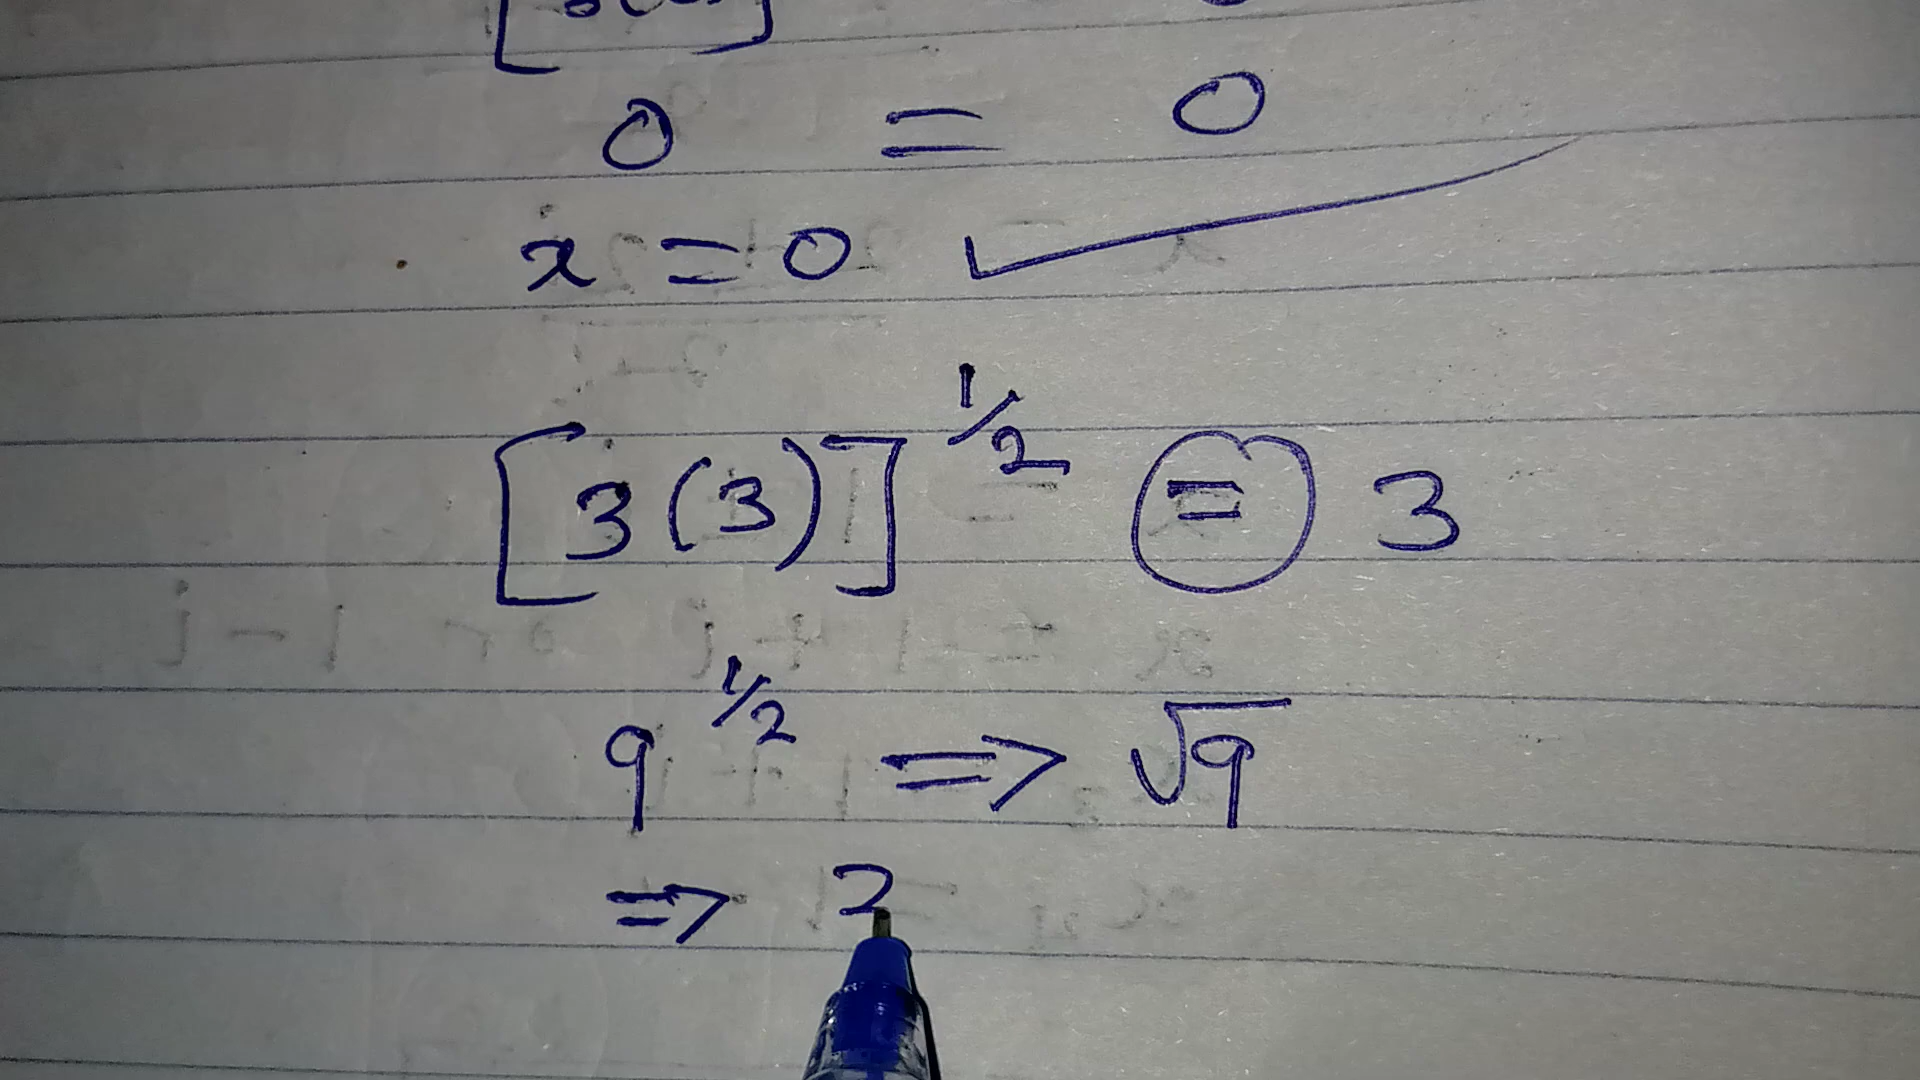 0 = 0
x = 0 ✓
[3(3)]^1/2 = 3
9^1/2 => √9
=> 3